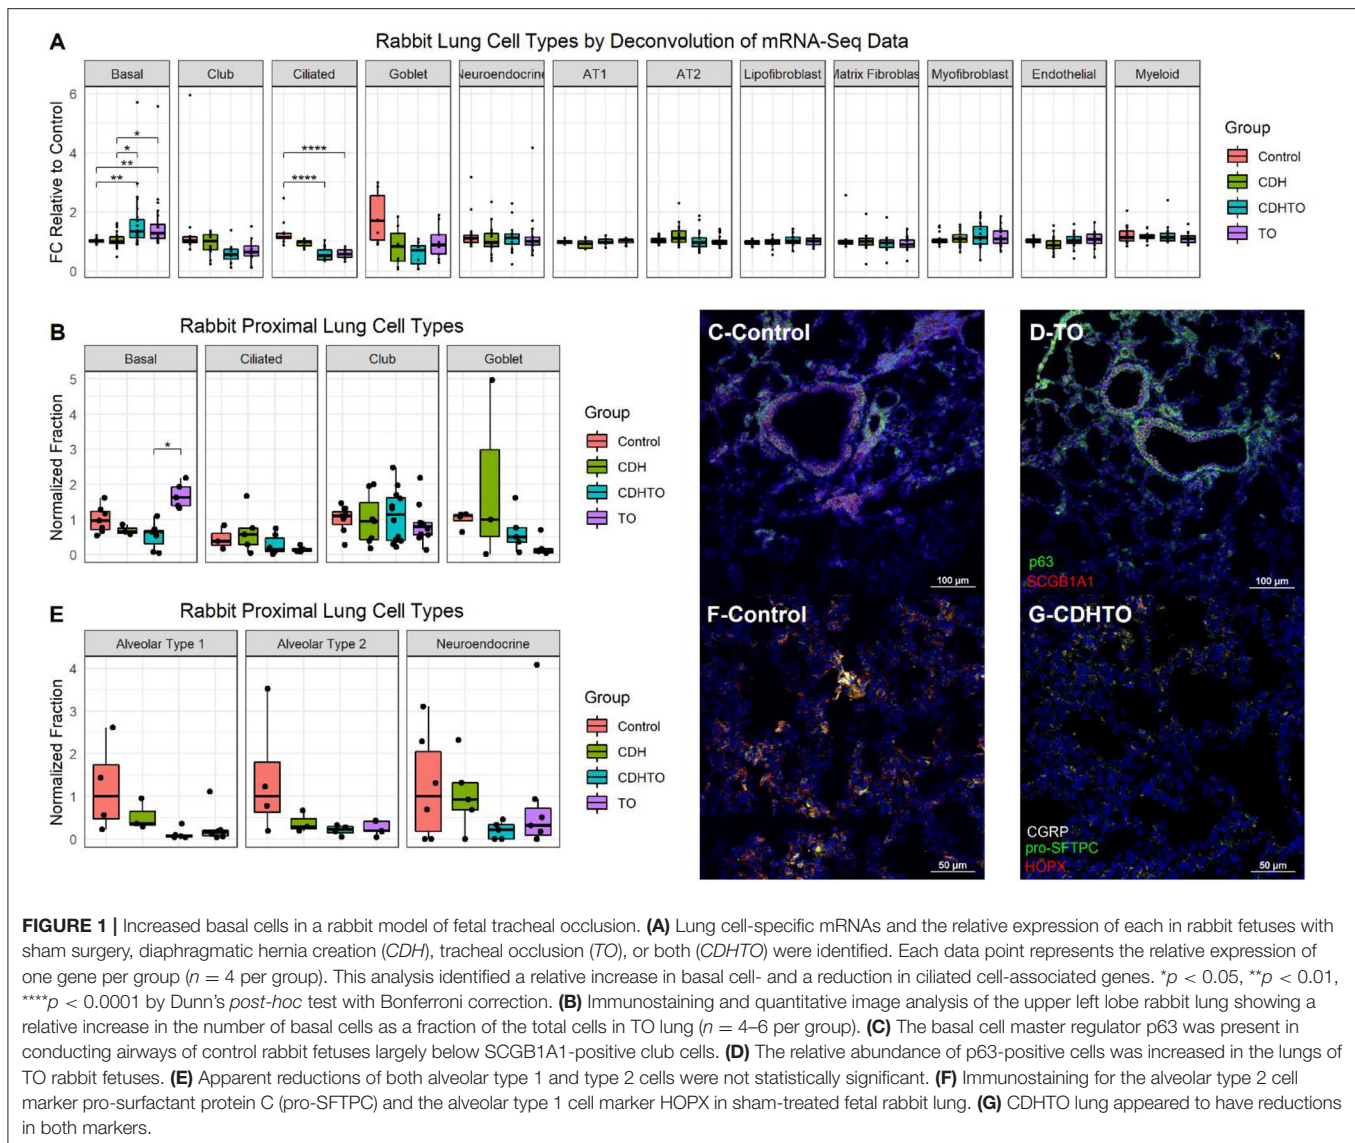 A
Rabbit Lung Cell Types by Deconvolution of mRNA-Seq Data
Basal Club Ciliated Goblet Neuroendocrine AT1 AT2 Lipofibroblast Matrix Fibroblas Myofibroblast Endothelial Myeloid
FC Relative to Control
6
4
2
0
* * ** ** **** ****
Group
Control
CDH
CDHTO
TO
B
Rabbit Proximal Lung Cell Types
Basal Ciliated Club Goblet
Normalized Fraction
5
4
3
2
1
0
*
Group
Control
CDH
CDHTO
TO
C-Control
100 µm
D-TO
p63
SCGB1A1
100 µm
E
Rabbit Proximal Lung Cell Types
Alveolar Type 1 Alveolar Type 2 Neuroendocrine
Normalized Fraction
4
3
2
1
0
Group
Control
CDH
CDHTO
TO
F-Control
50 µm
G-CDHTO
CGRP
pro-SFTPC
HOPX
50 µm
FIGURE 1 | Increased basal cells in a rabbit model of fetal tracheal occlusion. (A) Lung cell-specific mRNAs and the relative expression of each in rabbit fetuses with
sham surgery, diaphragmatic hernia creation (CDH), tracheal occlusion (TO), or both (CDHTO) were identified. Each data point represents the relative expression of
one gene per group (n = 4 per group). This analysis identified a relative increase in basal cell- and a reduction in ciliated cell-associated genes. *p < 0.05, **p < 0.01,
****p < 0.0001 by Dunn's post-hoc test with Bonferroni correction. (B) Immunostaining and quantitative image analysis of the upper left lobe rabbit lung showing a
relative increase in the number of basal cells as a fraction of the total cells in TO lung (n = 4–6 per group). (C) The basal cell master regulator p63 was present in
conducting airways of control rabbit fetuses largely below SCGB1A1-positive club cells. (D) The relative abundance of p63-positive cells was increased in the lungs of
TO rabbit fetuses. (E) Apparent reductions of both alveolar type 1 and type 2 cells were not statistically significant. (F) Immunostaining for the alveolar type 2 cell
marker pro-surfactant protein C (pro-SFTPC) and the alveolar type 1 cell marker HOPX in sham-treated fetal rabbit lung. (G) CDHTO lung appeared to have reductions
in both markers.